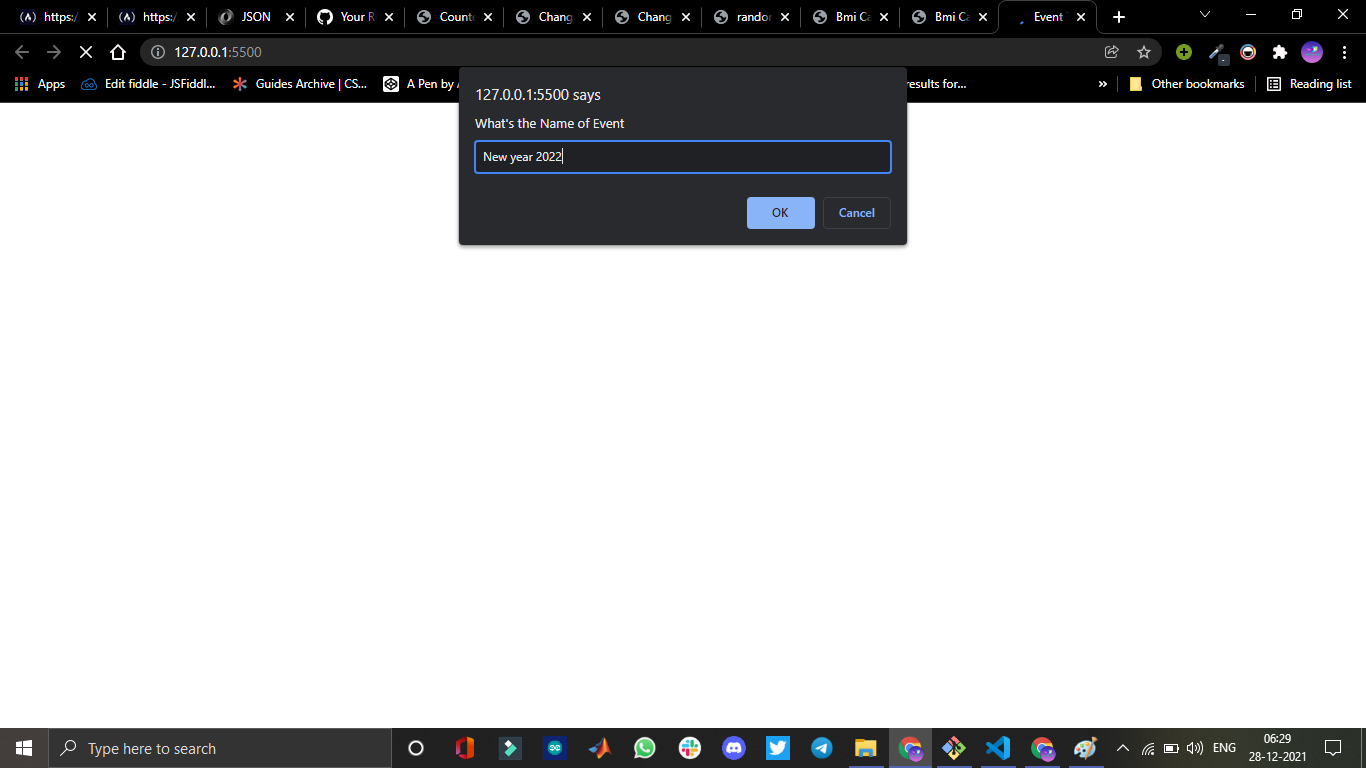 https:/
https:/
JSON
Your R
Count
Chang
Chang
random
Bmi Ca
Bmi Ca
Event
127.0.0.1:5500
Apps
Edit fiddle - JSFiddl...
Guides Archive | CS...
A Pen by
results for...
»
Other bookmarks
Reading list
127.0.0.1:5500 says
What's the Name of Event
New year 2022
OK
Cancel
Type here to search
ENG
06:29
28-12-2021